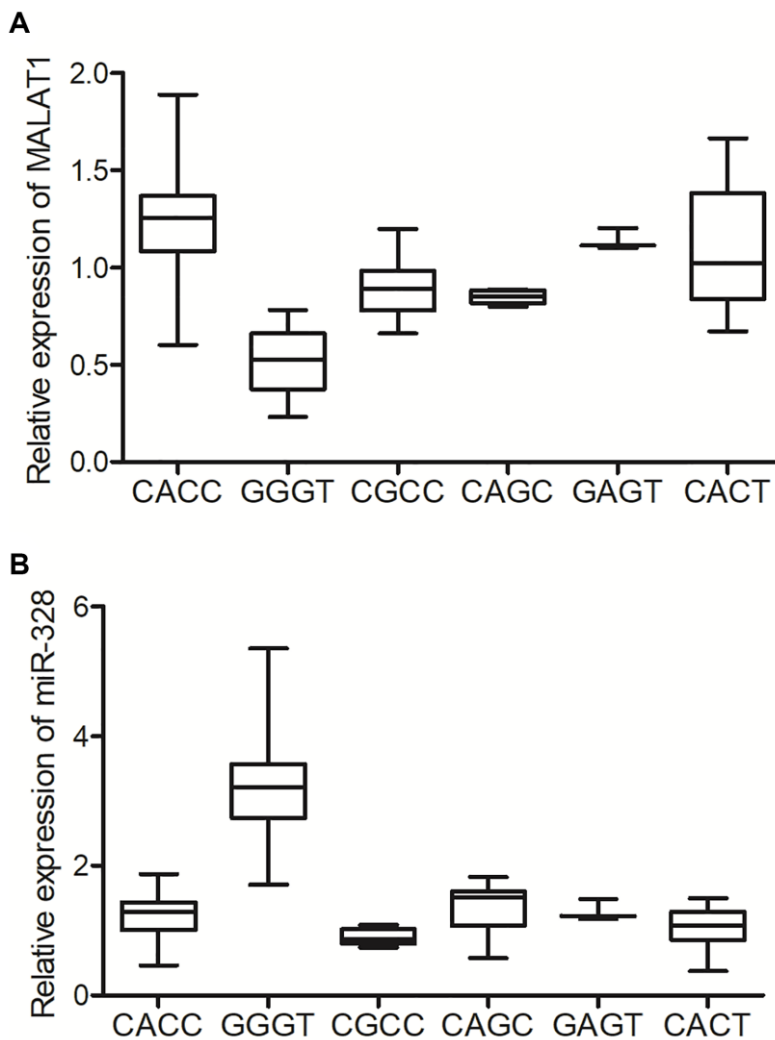 A
Relative expression of MALAT1
2.0
1.5
1.0
0.5
0.0
CACC GGGT CGCC CAGC GAGT CACT
B
Relative expression of miR-328
6
4
2
0
CACC GGGT CGCC CAGC GAGT CACT